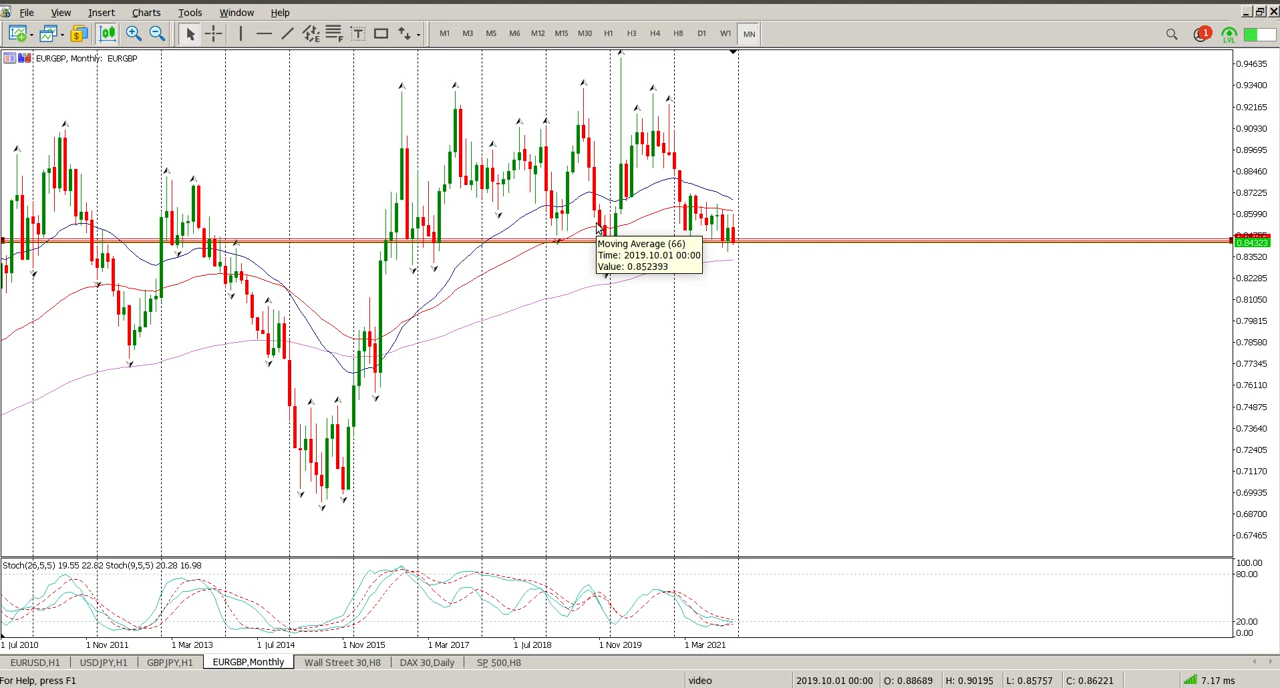 File View Insert Charts Tools Window Help
M1 M3 M5 M6 M12 M15 M30 H1 H3 H4 H8 D1 W1 MN 1 LVL
EURGBP, Monthly: EURGBP
0.94635
0.93400
0.92165
0.90930
0.89695
0.88460
0.87225
0.85990
0.84323
0.83520
0.82285
0.81050
0.79815
0.78580
0.77345
0.76110
0.74875
0.73640
0.72405
0.71170
0.69935
0.68700
0.67465
Moving Average (66)
Time: 2019.10.01 00:00
Value: 0.852393
Stoch(26,5,5) 19.55 22.82 Stoch(9,5,5) 20.28 16.98
100.00
80.00
20.00
0.00
1 Jul 2010 1 Nov 2011 1 Mar 2013 1 Jul 2014 1 Nov 2015 1 Mar 2017 1 Jul 2018 1 Nov 2019 1 Mar 2021
EURUSD,H1 USDJPY,H1 GBPJPY,H1 EURGBP,Monthly Wall Street 30,H8 DAX 30,Daily SP 500,H8
For Help, press F1 video 2019.10.01 00:00 O: 0.88689 H: 0.90195 L: 0.85757 C: 0.86221 7.17 ms